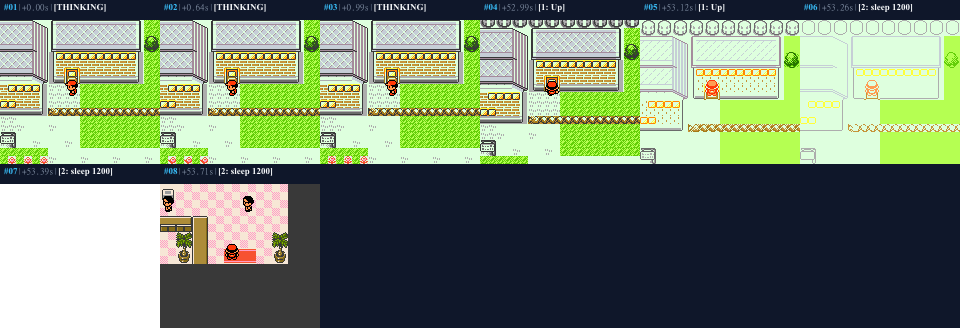 #01|+0.00s|[THINKING]
#02|+0.64s|[THINKING]
#03|+0.99s|[THINKING]
#04|+52.99s|[1: Up]
#05|+53.12s|[1: Up]
#06|+53.26s|[2: sleep 1200]
#07|+53.39s|[2: sleep 1200]
#08|+53.71s|[2: sleep 1200]